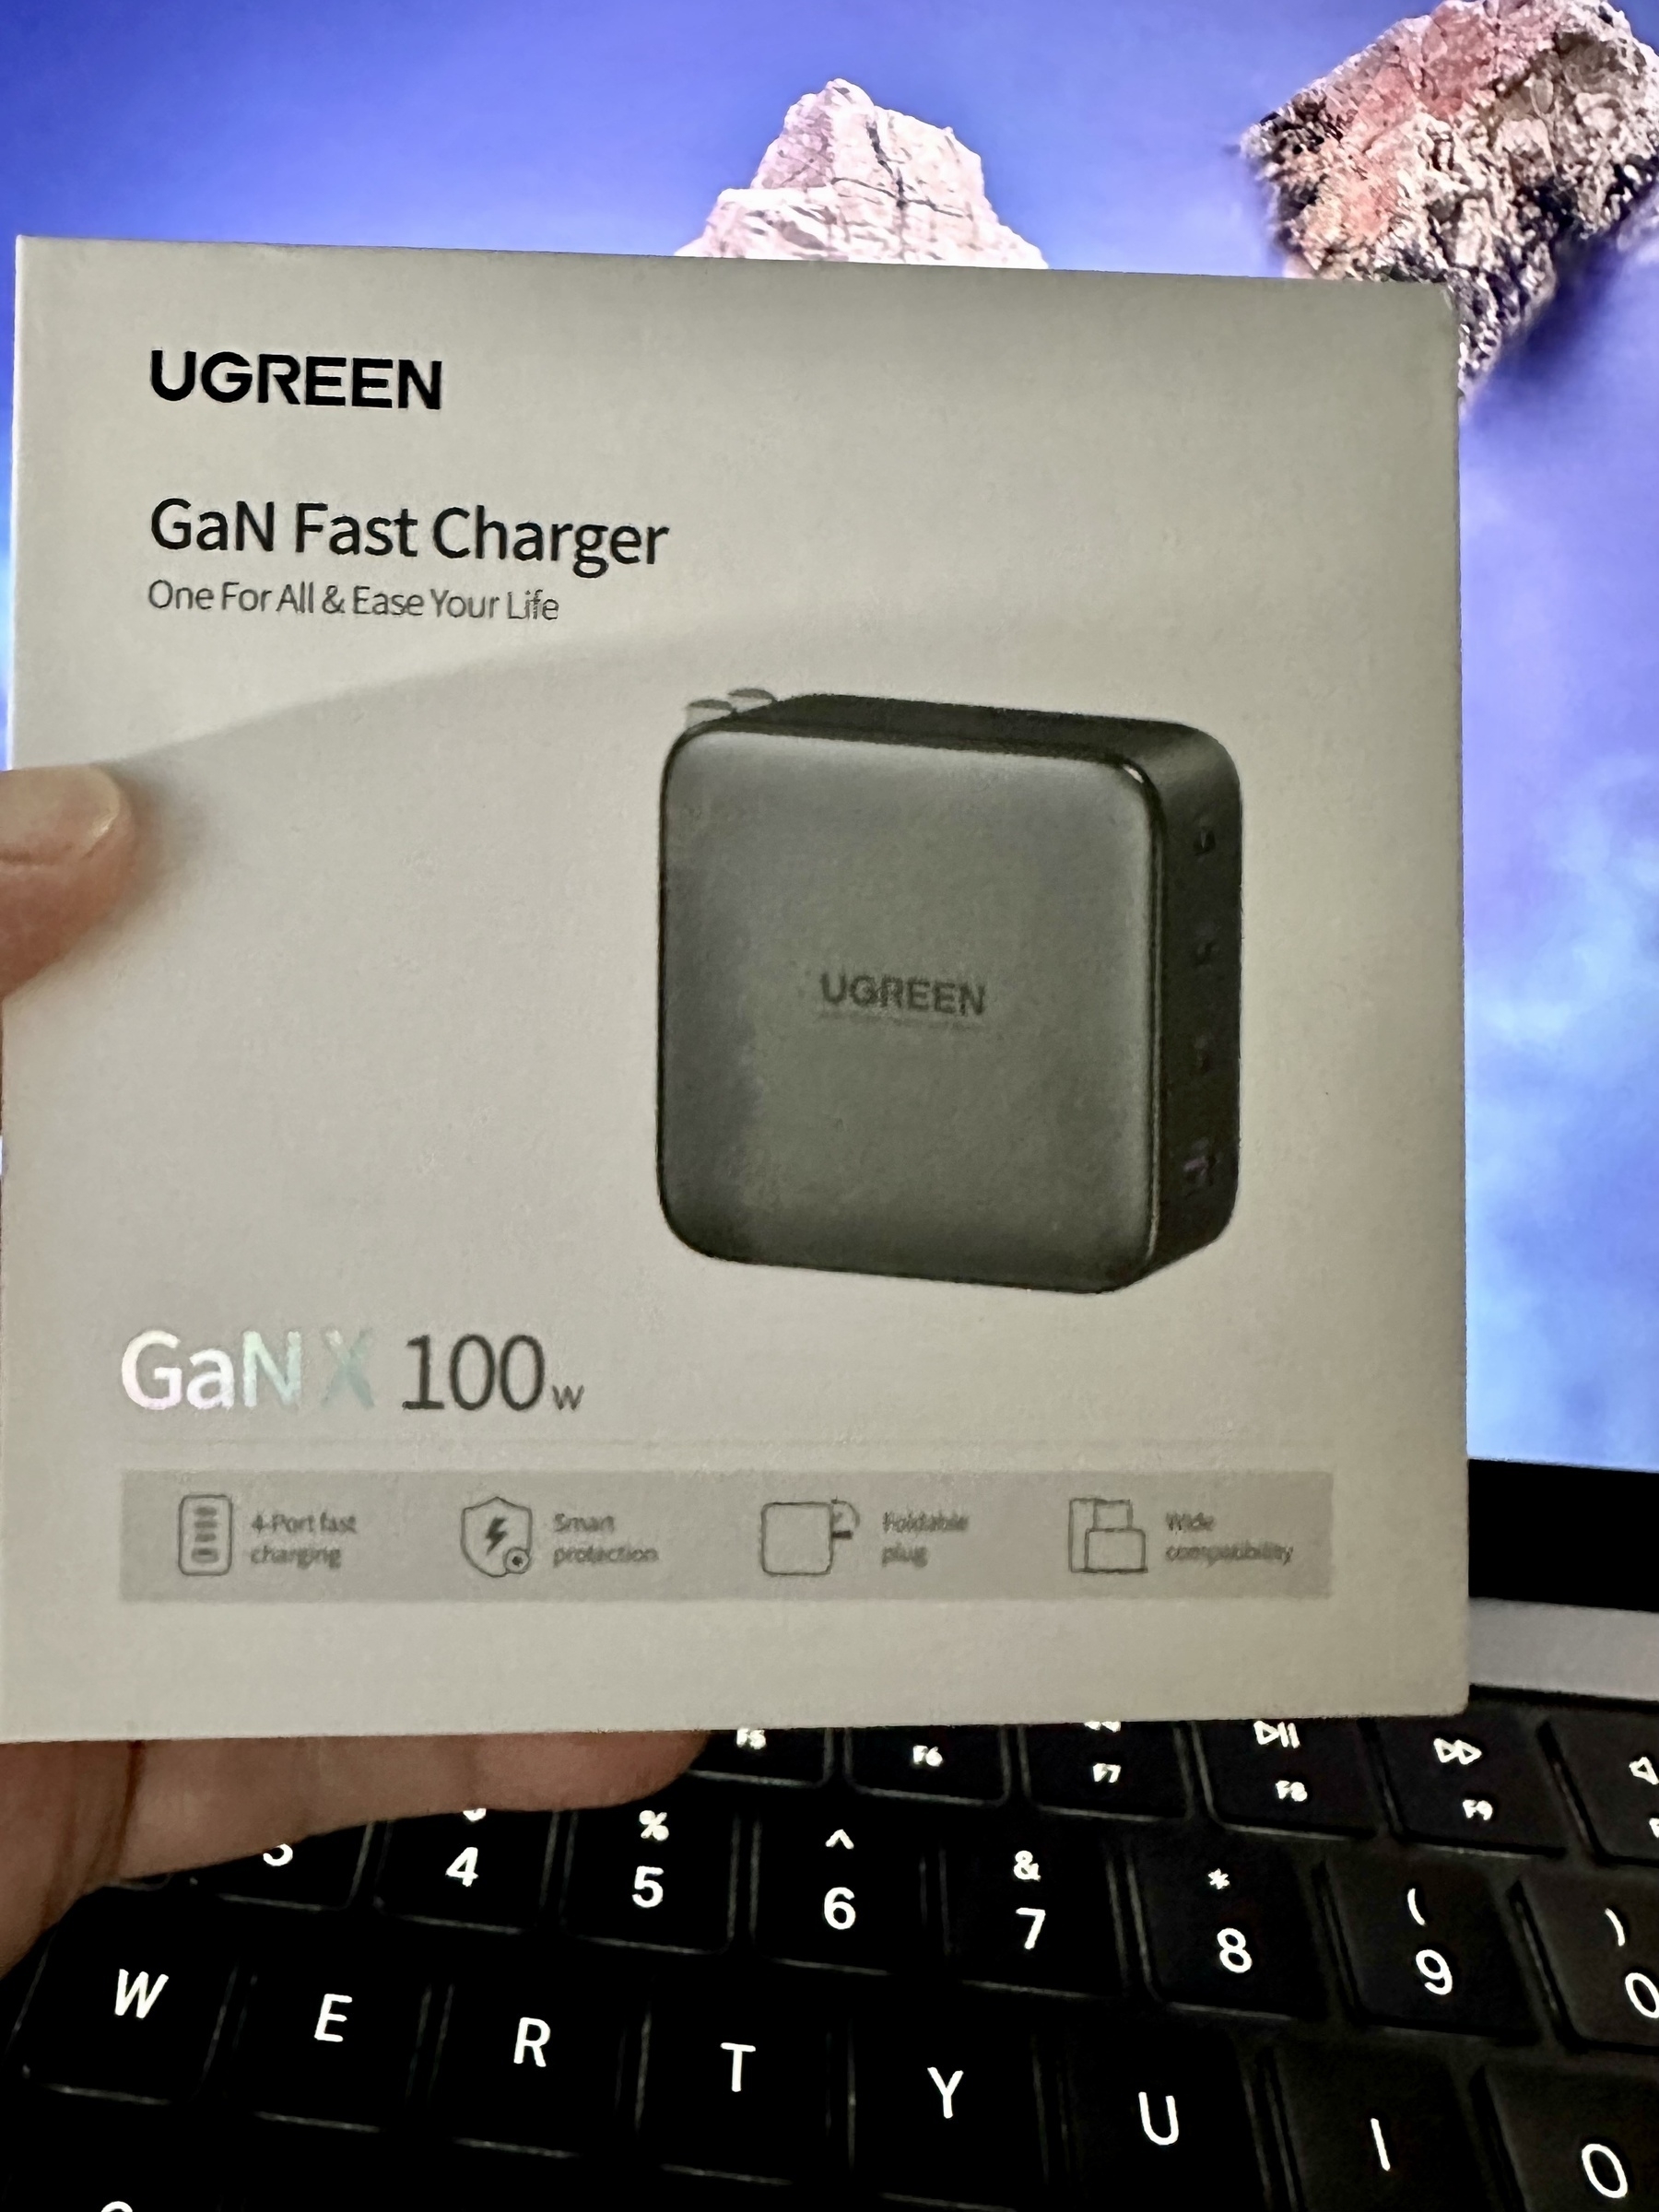 UGREEN
GaN Fast Charger
One For All & Ease Your Life
UGREEN
GaN X 100W
4-Port fast
charging
Smart
protection
Foldable
plug
Wide
compatibility
F5
F6
F7
F8
F9
4
% 5
^ 6
& 7
* 8
( 9
) 0
W E R T Y U I O